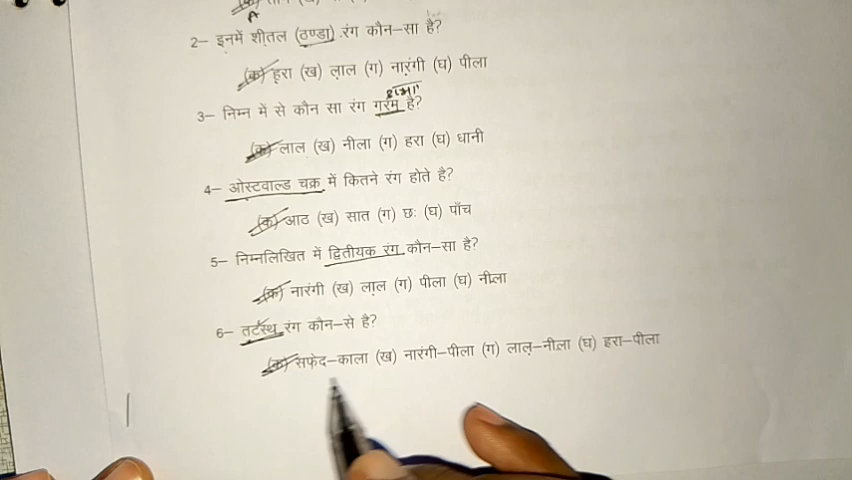 2– इनमें शीतल (ठण्डा) रंग कौन–सा है?
(क) हरा (ख) लाल (ग) नारंगी (घ) पीला
3– निम्न में से कौन सा रंग गरम है?
(क) लाल (ख) नीला (ग) हरा (घ) धानी
4– ओस्टवाल्ड चक्र में कितने रंग होते है?
(क) आठ (ख) सात (ग) छः (घ) पाँच
5– निम्नलिखित में द्वितीयक रंग कौन–सा है?
(क) नारंगी (ख) लाल (ग) पीला (घ) नीला
6– तटस्थ रंग कौन–से है?
(क) सफेद–काला (ख) नारंगी–पीला (ग) लाल–नीला (घ) हरा–पीला